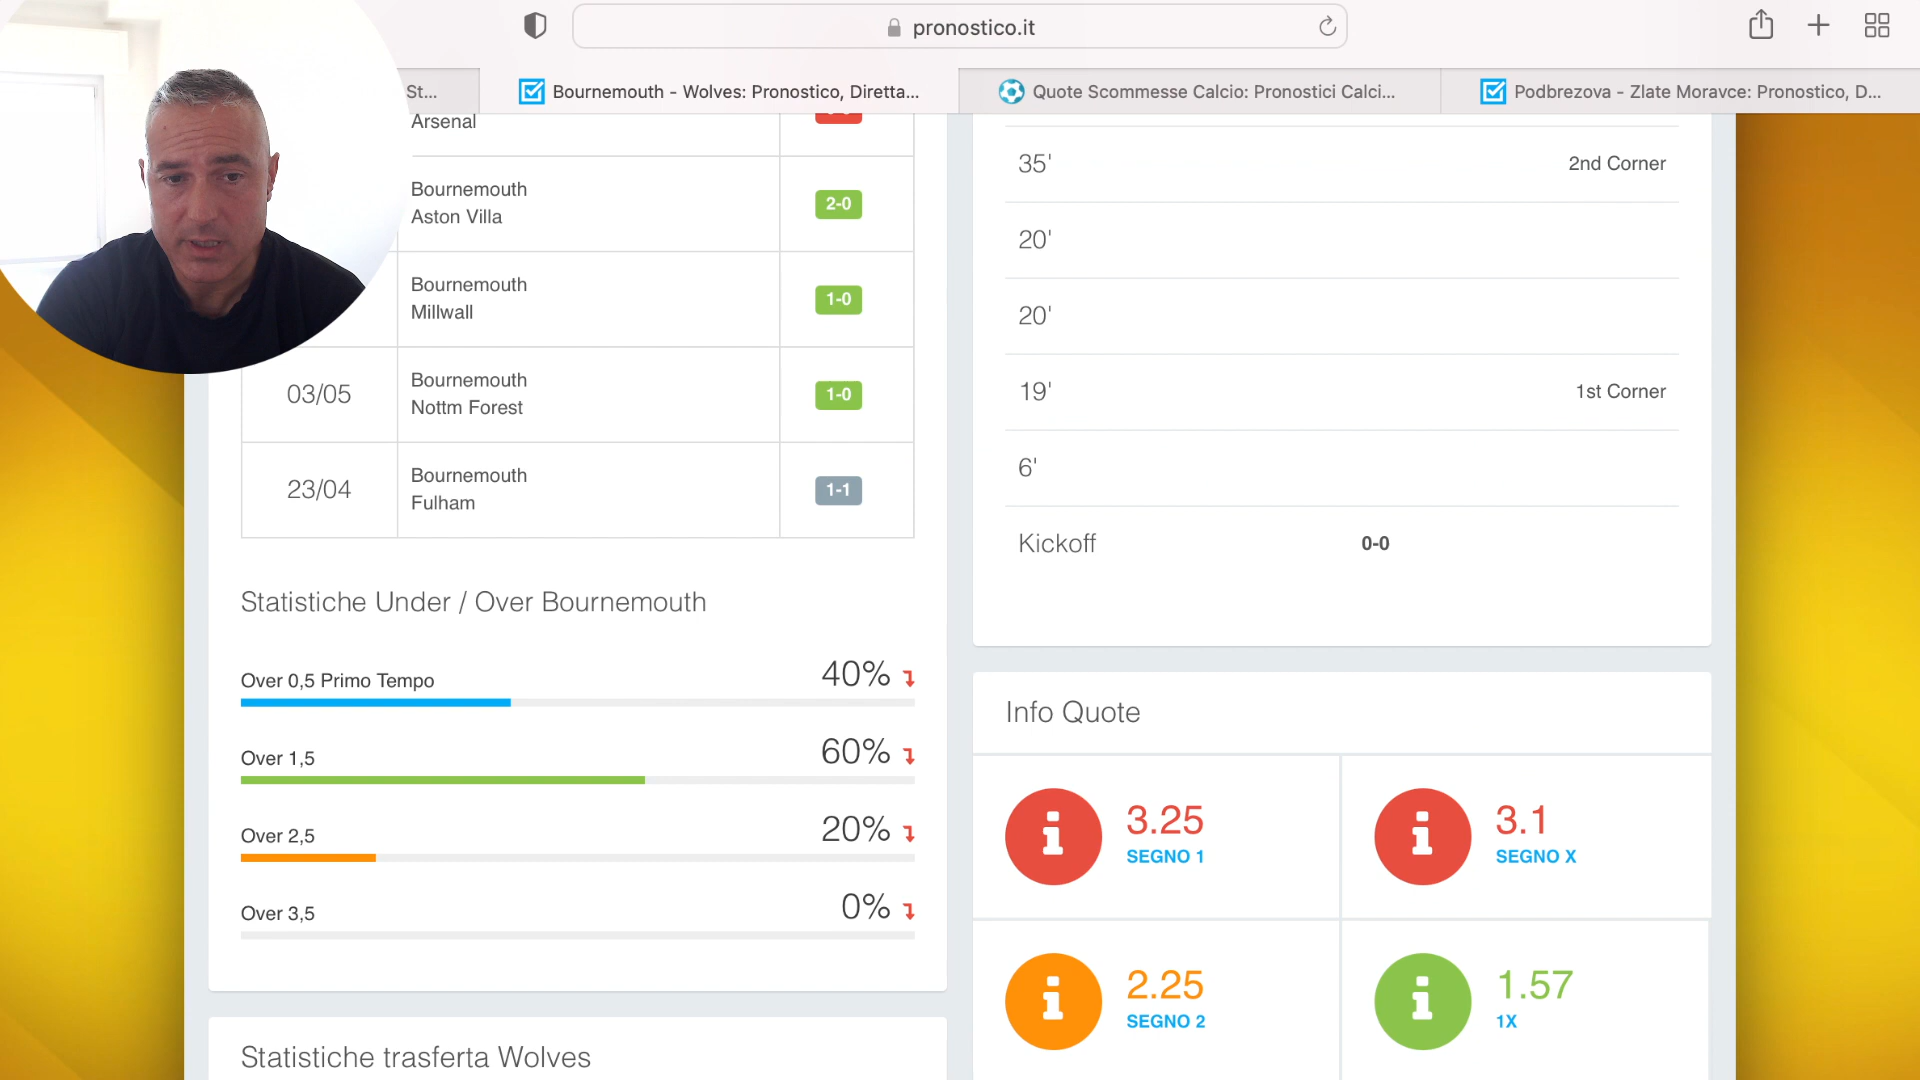 pronostico.it
St...
Bournemouth - Wolves: Pronostico, Diretta...
Quote Scommesse Calcio: Pronostici Calci...
Podbrezova - Zlate Moravce: Pronostico, D...
Arsenal
Bournemouth
Aston Villa
2-0
Bournemouth
Millwall
1-0
03/05
Bournemouth
Nottm Forest
1-0
23/04
Bournemouth
Fulham
1-1
Statistiche Under / Over Bournemouth
Over 0,5 Primo Tempo
40%
Over 1,5
60%
Over 2,5
20%
Over 3,5
0%
Statistiche trasferta Wolves
35'
2nd Corner
20'
20'
19'
1st Corner
6'
Kickoff
0-0
Info Quote
3.25
SEGNO 1
3.1
SEGNO X
2.25
SEGNO 2
1.57
1X